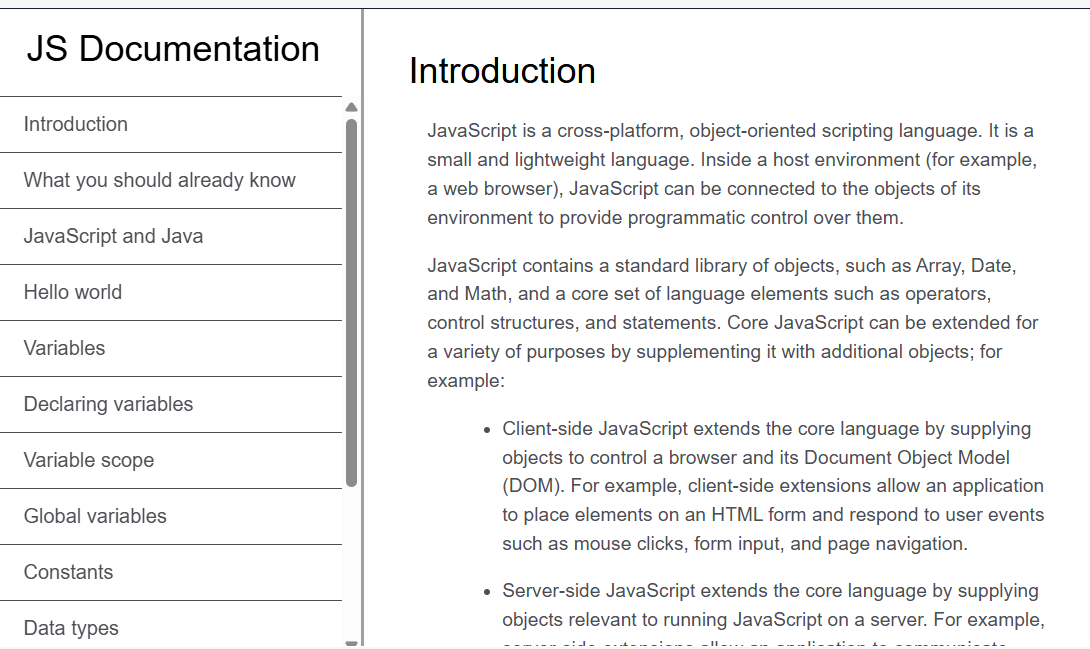 JS Documentation
Introduction
What you should already know
JavaScript and Java
Hello world
Variables
Declaring variables
Variable scope
Global variables
Constants
Data types
Introduction
JavaScript is a cross-platform, object-oriented scripting language. It is a
small and lightweight language. Inside a host environment (for example,
a web browser), JavaScript can be connected to the objects of its
environment to provide programmatic control over them.
JavaScript contains a standard library of objects, such as Array, Date,
and Math, and a core set of language elements such as operators,
control structures, and statements. Core JavaScript can be extended for
a variety of purposes by supplementing it with additional objects; for
example:
• Client-side JavaScript extends the core language by supplying
objects to control a browser and its Document Object Model
(DOM). For example, client-side extensions allow an application
to place elements on an HTML form and respond to user events
such as mouse clicks, form input, and page navigation.
• Server-side JavaScript extends the core language by supplying
objects relevant to running JavaScript on a server. For example,
server-side extensions allow an application to communicate